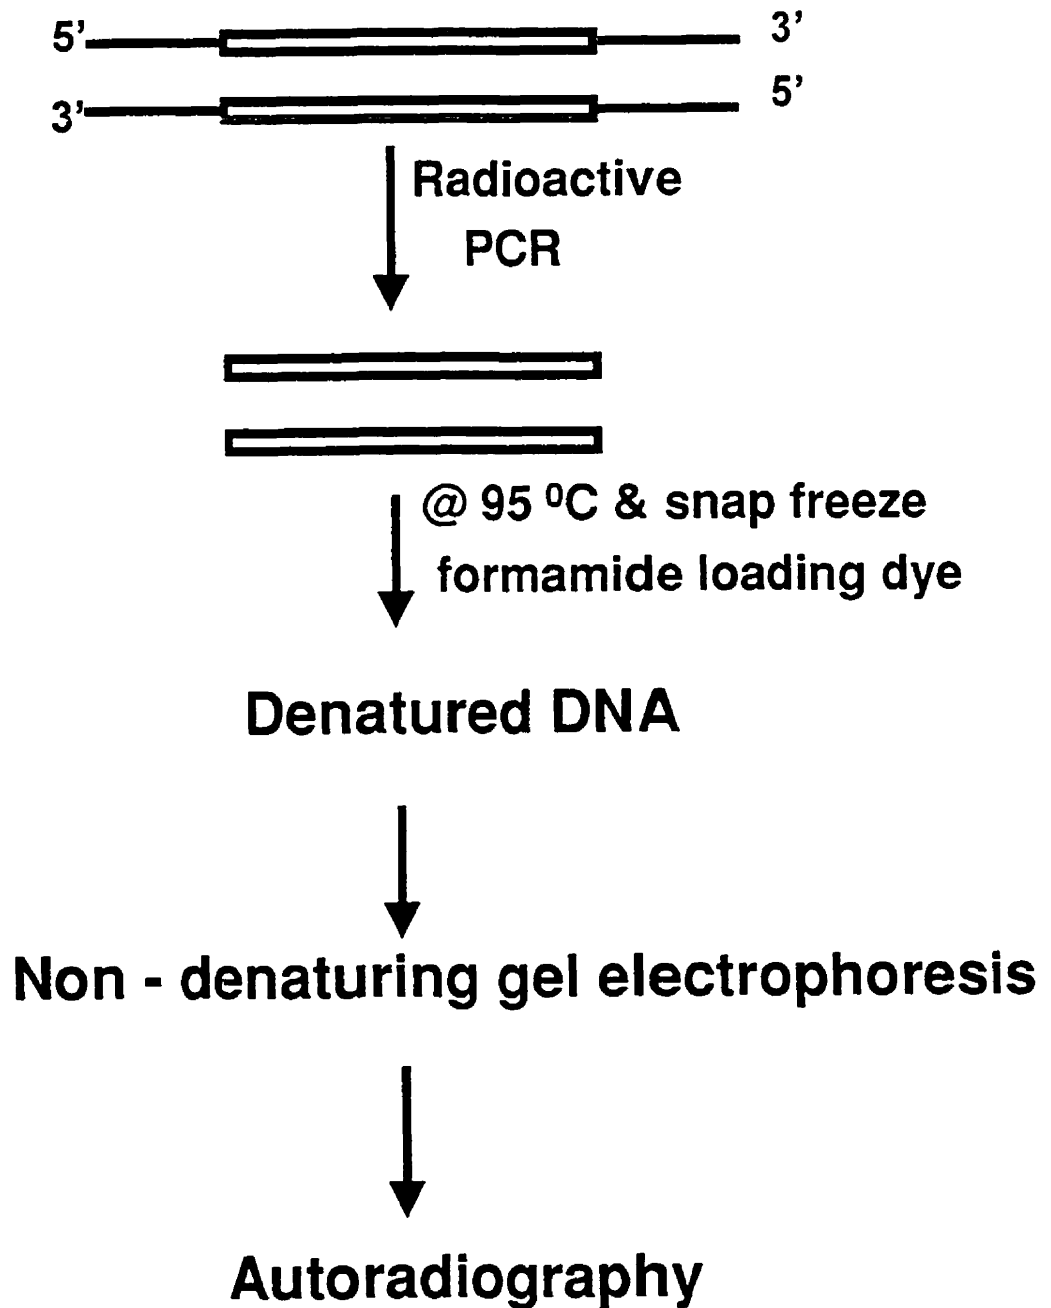 5' 3'
3' 5'
Radioactive
PCR
@ 95 ⁰C & snap freeze
formamide loading dye
Denatured DNA
Non - denaturing gel electrophoresis
Autoradiography